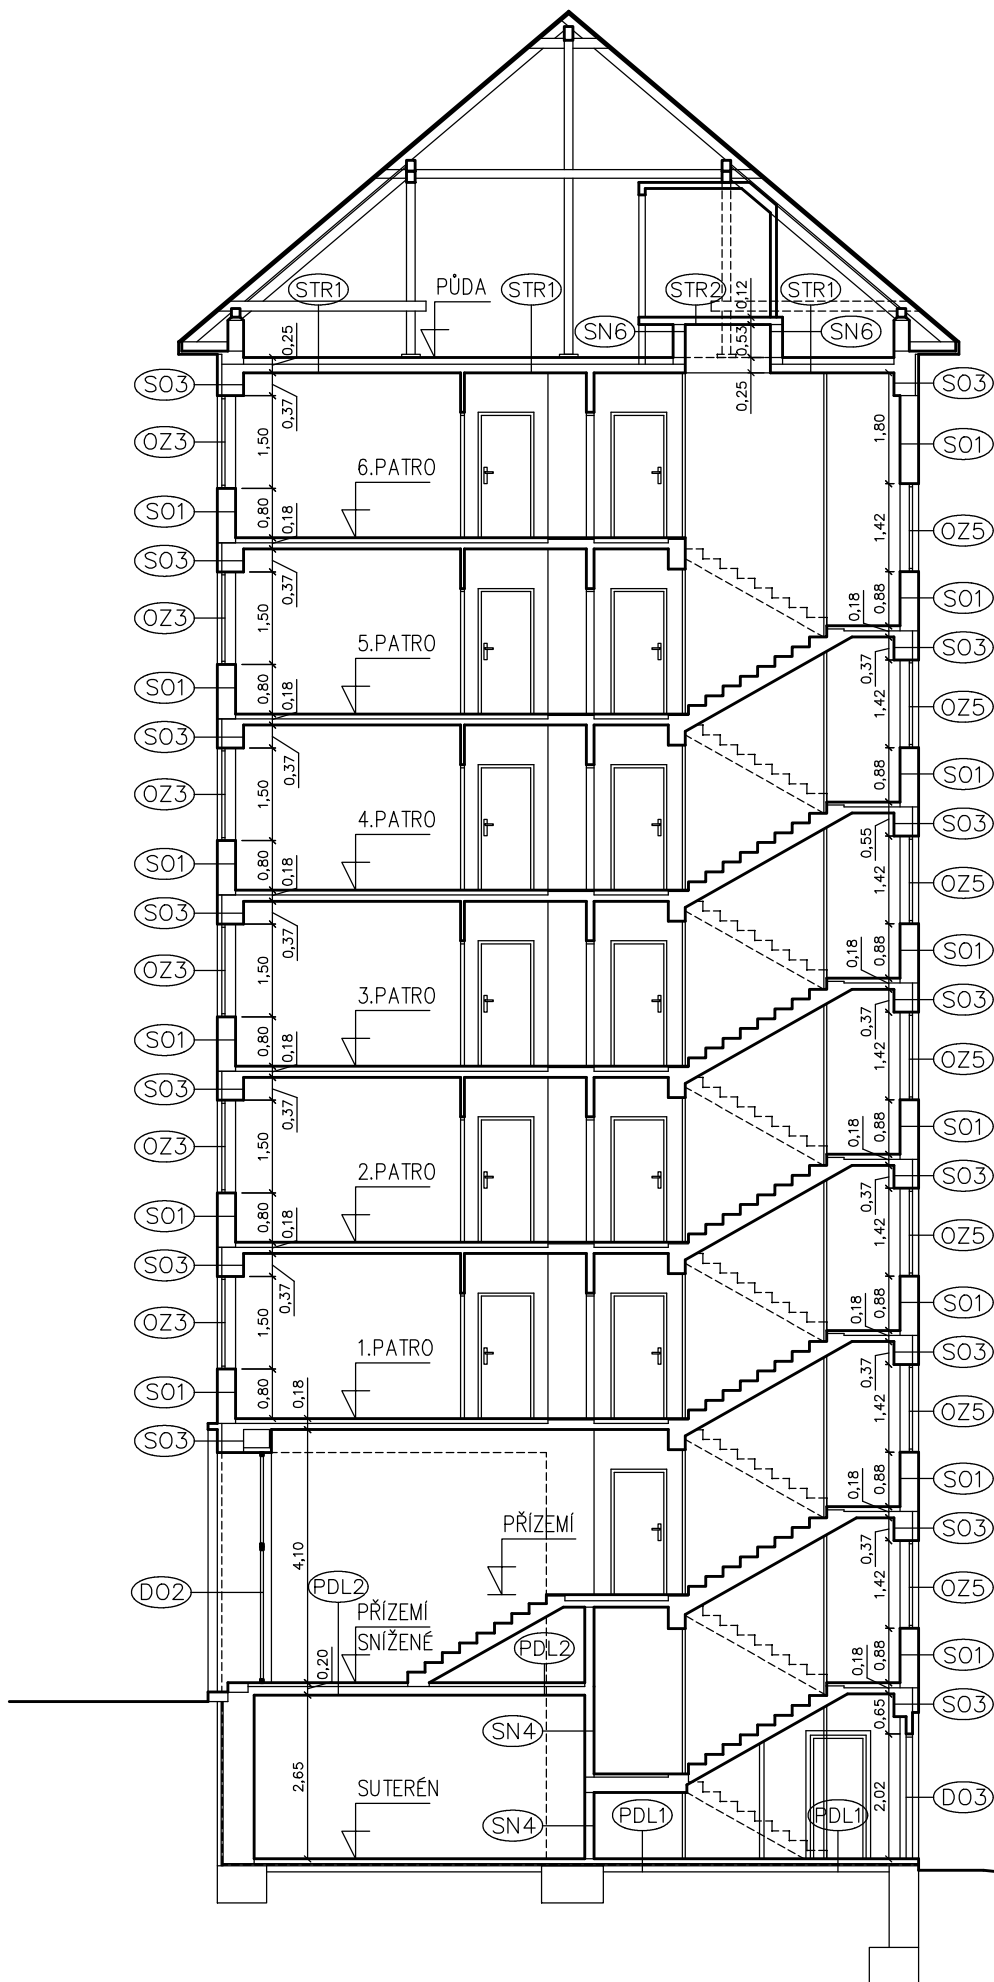 STR1
PŮDA
STR1
STR2
0,12
STR1
SN6
0,53
SN6
0,25
0,25
SO3
0,37
SO3
OZ3
1,50
1,80
SO1
6.PATRO
SO1
0,80
0,18
1,42
OZ5
SO3
0,37
OZ3
1,50
0,18
0,88
SO1
5.PATRO
SO3
0,37
SO1
0,80
0,18
1,42
OZ5
SO3
0,37
OZ3
1,50
0,88
SO1
4.PATRO
SO3
0,55
SO1
0,80
0,18
1,42
OZ5
SO3
0,37
OZ3
1,50
0,18
0,88
SO1
3.PATRO
SO3
0,37
SO1
0,80
0,18
1,42
OZ5
SO3
0,37
OZ3
1,50
0,18
0,88
SO1
2.PATRO
SO3
0,37
SO1
0,80
0,18
1,42
OZ5
SO3
0,37
OZ3
1,50
0,18
0,88
SO1
1.PATRO
SO3
0,37
SO1
0,80
0,18
1,42
OZ5
SO3
0,18
0,88
SO1
PŘÍZEMÍ
SO3
0,37
4,10
DO2
PDL2
1,42
OZ5
PŘÍZEMÍ
SNÍŽENÉ
PDL2
0,20
0,18
0,88
SO1
SO3
0,65
SN4
2,65
SUTERÉN
2,02
DO3
SN4
PDL1
PDL1